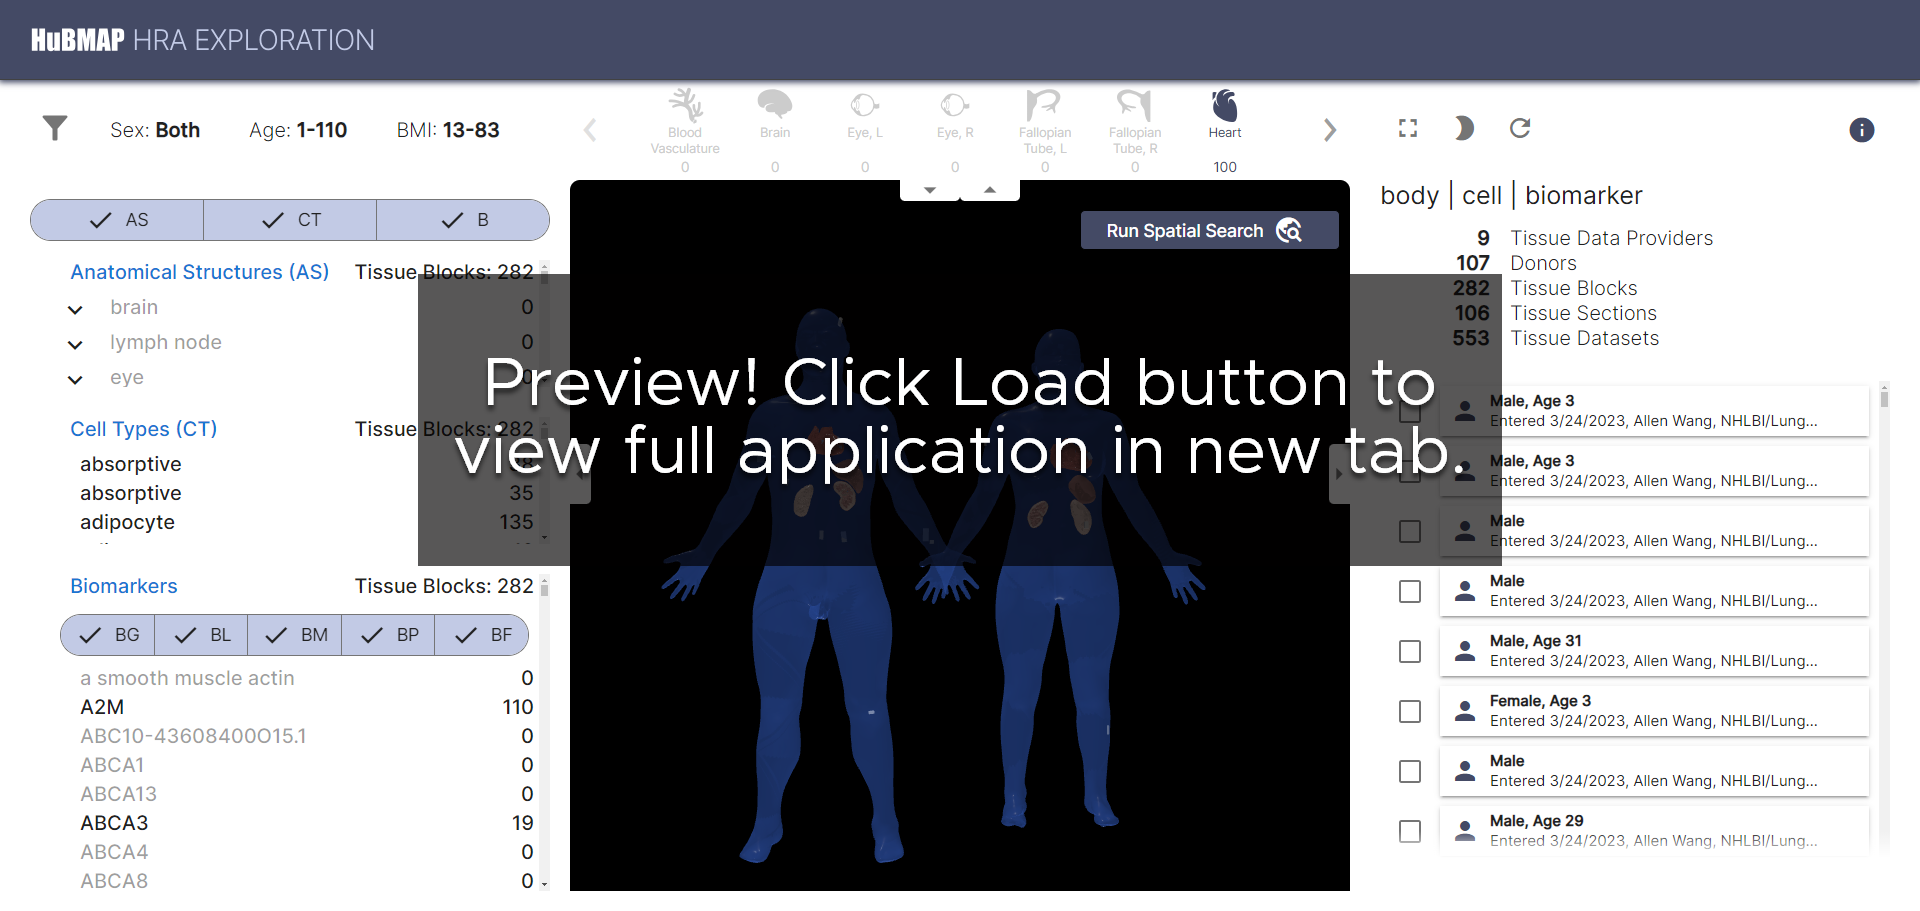 HuBMAP HRA EXPLORATION
Sex: Both Age: 1-110 BMI: 13-83
Blood Vasculature 0
Brain 0
Eye, L 0
Eye, R 0
Fallopian Tube, L 0
Fallopian Tube, R 0
Heart 100
AS CT B
Anatomical Structures (AS) Tissue Blocks: 282
brain 0
lymph node 0
eye
Cell Types (CT) Tissue Blocks: 282
absorptive
absorptive 35
adipocyte 135
Biomarkers Tissue Blocks: 282
BG BL BM BP BF
a smooth muscle actin 0
A2M 110
ABC10-43608400O15.1 0
ABCA1 0
ABCA13 0
ABCA3 19
ABCA4 0
ABCA8 0
Run Spatial Search
Preview! Click Load button to
view full application in new tab.
body | cell | biomarker
9 Tissue Data Providers
107 Donors
282 Tissue Blocks
106 Tissue Sections
553 Tissue Datasets
Male, Age 3
Entered 3/24/2023, Allen Wang, NHLBI/Lung...
Male, Age 3
Entered 3/24/2023, Allen Wang, NHLBI/Lung...
Male
Entered 3/24/2023, Allen Wang, NHLBI/Lung...
Male
Entered 3/24/2023, Allen Wang, NHLBI/Lung...
Male, Age 31
Entered 3/24/2023, Allen Wang, NHLBI/Lung...
Female, Age 3
Entered 3/24/2023, Allen Wang, NHLBI/Lung...
Male
Entered 3/24/2023, Allen Wang, NHLBI/Lung...
Male, Age 29
Entered 3/24/2023, Allen Wang, NHLBI/Lung...